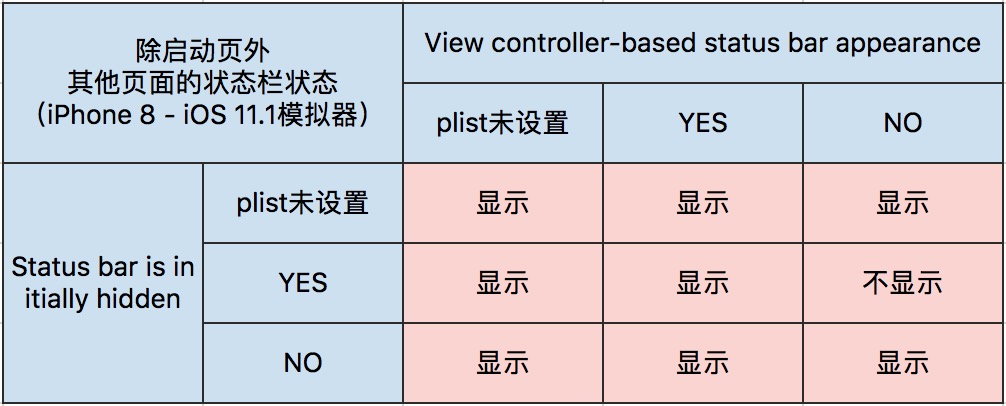 除启动页外
其他页面的状态栏状态
（iPhone 8 - iOS 11.1模拟器）
View controller-based status bar appearance
plist未设置
YES
NO
Status bar is in
itially hidden
plist未设置
显示
显示
显示
YES
显示
显示
不显示
NO
显示
显示
显示